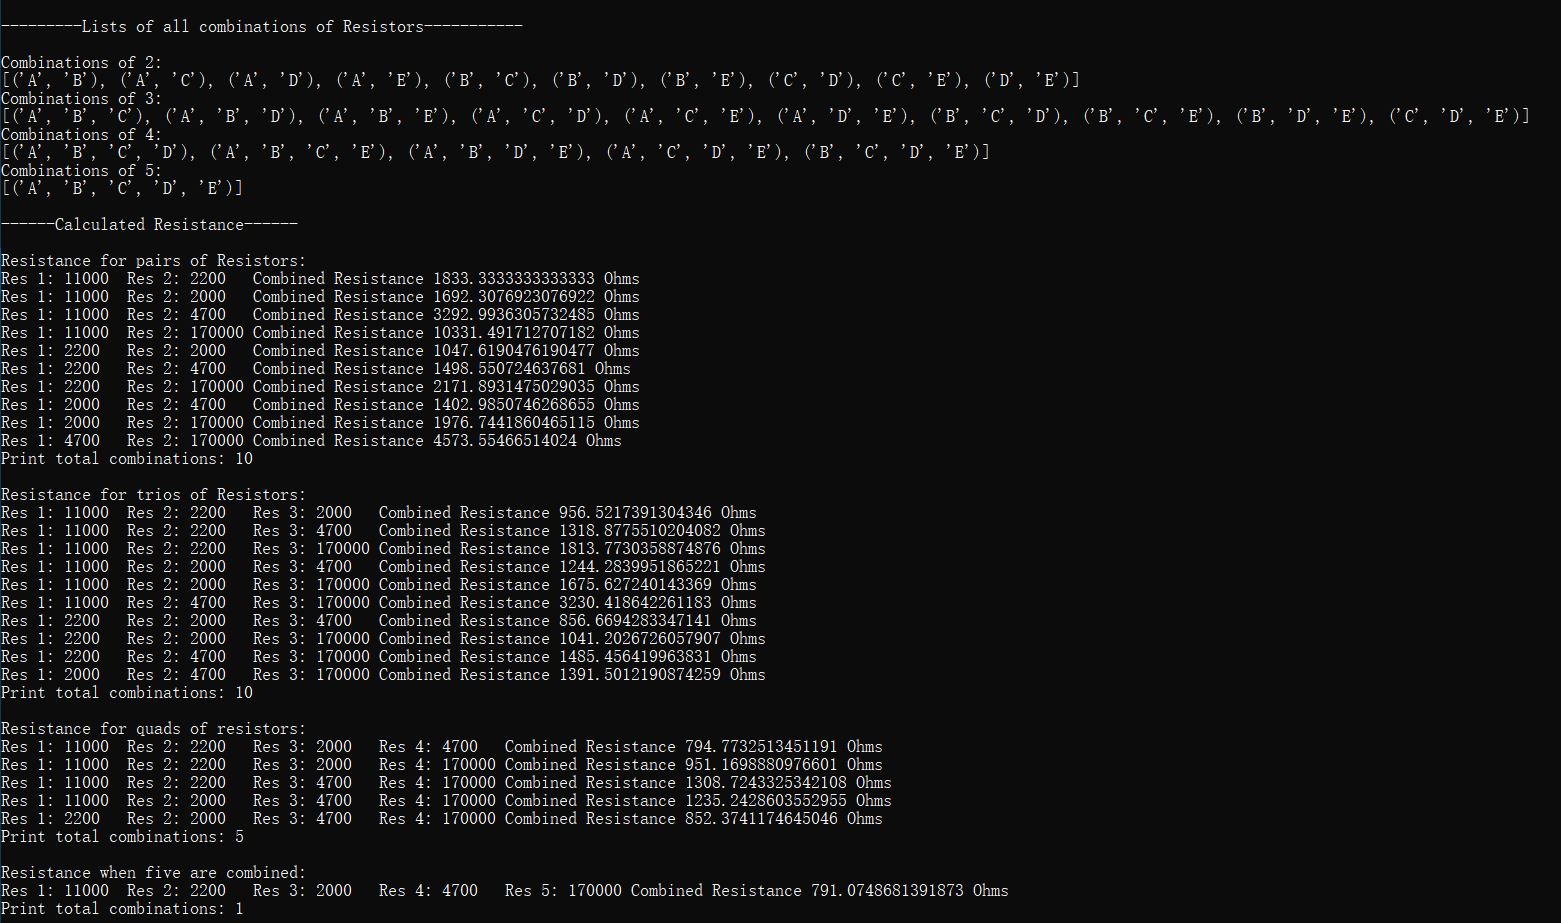 ---------Lists of all combinations of Resistors-----------
Combinations of 2:
[('A', 'B'), ('A', 'C'), ('A', 'D'), ('A', 'E'), ('B', 'C'), ('B', 'D'), ('B', 'E'), ('C', 'D'), ('C', 'E'), ('D', 'E')]
Combinations of 3:
[('A', 'B', 'C'), ('A', 'B', 'D'), ('A', 'B', 'E'), ('A', 'C', 'D'), ('A', 'C', 'E'), ('A', 'D', 'E'), ('B', 'C', 'D'), ('B', 'C', 'E'), ('B', 'D', 'E'), ('C', 'D', 'E')]
Combinations of 4:
[('A', 'B', 'C', 'D'), ('A', 'B', 'C', 'E'), ('A', 'B', 'D', 'E'), ('A', 'C', 'D', 'E'), ('B', 'C', 'D', 'E')]
Combinations of 5:
[('A', 'B', 'C', 'D', 'E')]
------Calculated Resistance------
Resistance for pairs of Resistors:
Res 1: 11000  Res 2: 2200   Combined Resistance 1833.3333333333333 Ohms
Res 1: 11000  Res 2: 2000   Combined Resistance 1692.3076923076922 Ohms
Res 1: 11000  Res 2: 4700   Combined Resistance 3292.9936305732485 Ohms
Res 1: 11000  Res 2: 170000 Combined Resistance 10331.491712707182 Ohms
Res 1: 2200   Res 2: 2000   Combined Resistance 1047.6190476190477 Ohms
Res 1: 2200   Res 2: 4700   Combined Resistance 1498.550724637681 Ohms
Res 1: 2200   Res 2: 170000 Combined Resistance 2171.8931475029035 Ohms
Res 1: 2000   Res 2: 4700   Combined Resistance 1402.9850746268655 Ohms
Res 1: 2000   Res 2: 170000 Combined Resistance 1976.7441860465115 Ohms
Res 1: 4700   Res 2: 170000 Combined Resistance 4573.55466514024 Ohms
Print total combinations: 10
Resistance for trios of Resistors:
Res 1: 11000  Res 2: 2200   Res 3: 2000   Combined Resistance 956.5217391304346 Ohms
Res 1: 11000  Res 2: 2200   Res 3: 4700   Combined Resistance 1318.8775510204082 Ohms
Res 1: 11000  Res 2: 2200   Res 3: 170000 Combined Resistance 1813.7730358874876 Ohms
Res 1: 11000  Res 2: 2000   Res 3: 4700   Combined Resistance 1244.2839951865221 Ohms
Res 1: 11000  Res 2: 2000   Res 3: 170000 Combined Resistance 1675.627240143369 Ohms
Res 1: 11000  Res 2: 4700   Res 3: 170000 Combined Resistance 3230.418642261183 Ohms
Res 1: 2200   Res 2: 2000   Res 3: 4700   Combined Resistance 856.6694283347141 Ohms
Res 1: 2200   Res 2: 2000   Res 3: 170000 Combined Resistance 1041.2026726057907 Ohms
Res 1: 2200   Res 2: 4700   Res 3: 170000 Combined Resistance 1485.456419963831 Ohms
Res 1: 2000   Res 2: 4700   Res 3: 170000 Combined Resistance 1391.5012190874259 Ohms
Print total combinations: 10
Resistance for quads of resistors:
Res 1: 11000  Res 2: 2200   Res 3: 2000   Res 4: 4700   Combined Resistance 794.7732513451191 Ohms
Res 1: 11000  Res 2: 2200   Res 3: 2000   Res 4: 170000 Combined Resistance 951.1698880976601 Ohms
Res 1: 11000  Res 2: 2200   Res 3: 4700   Res 4: 170000 Combined Resistance 1308.7243325342108 Ohms
Res 1: 11000  Res 2: 2000   Res 3: 4700   Res 4: 170000 Combined Resistance 1235.2428603552955 Ohms
Res 1: 2200   Res 2: 2000   Res 3: 4700   Res 4: 170000 Combined Resistance 852.3741174645046 Ohms
Print total combinations: 5
Resistance when five are combined:
Res 1: 11000  Res 2: 2200   Res 3: 2000   Res 4: 4700   Res 5: 170000 Combined Resistance 791.0748681391873 Ohms
Print total combinations: 1